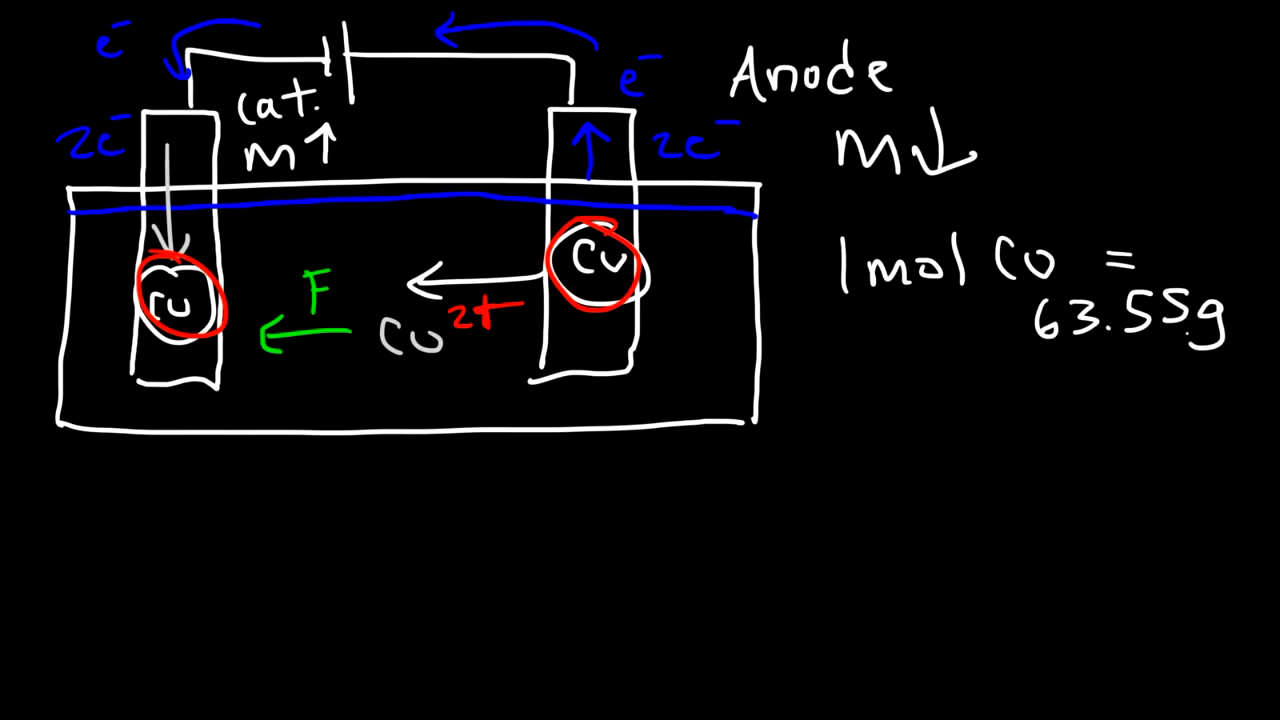 e⁻
e⁻
Anode
cat.
2e⁻
m↑
2e⁻
m↓
Cu
1 mol Cu =
63.55g
Cu
F
Cu²⁺